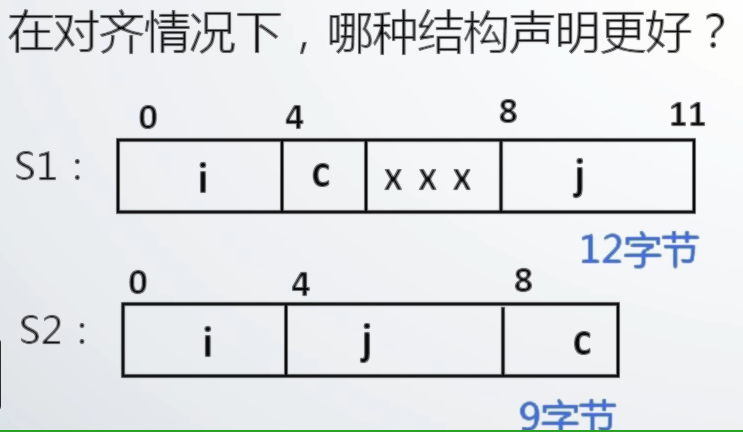 在对齐情况下，哪种结构声明更好？
0 4 8 11
S1： i c x x x j
12字节
0 4 8
S2： i j c
9字节